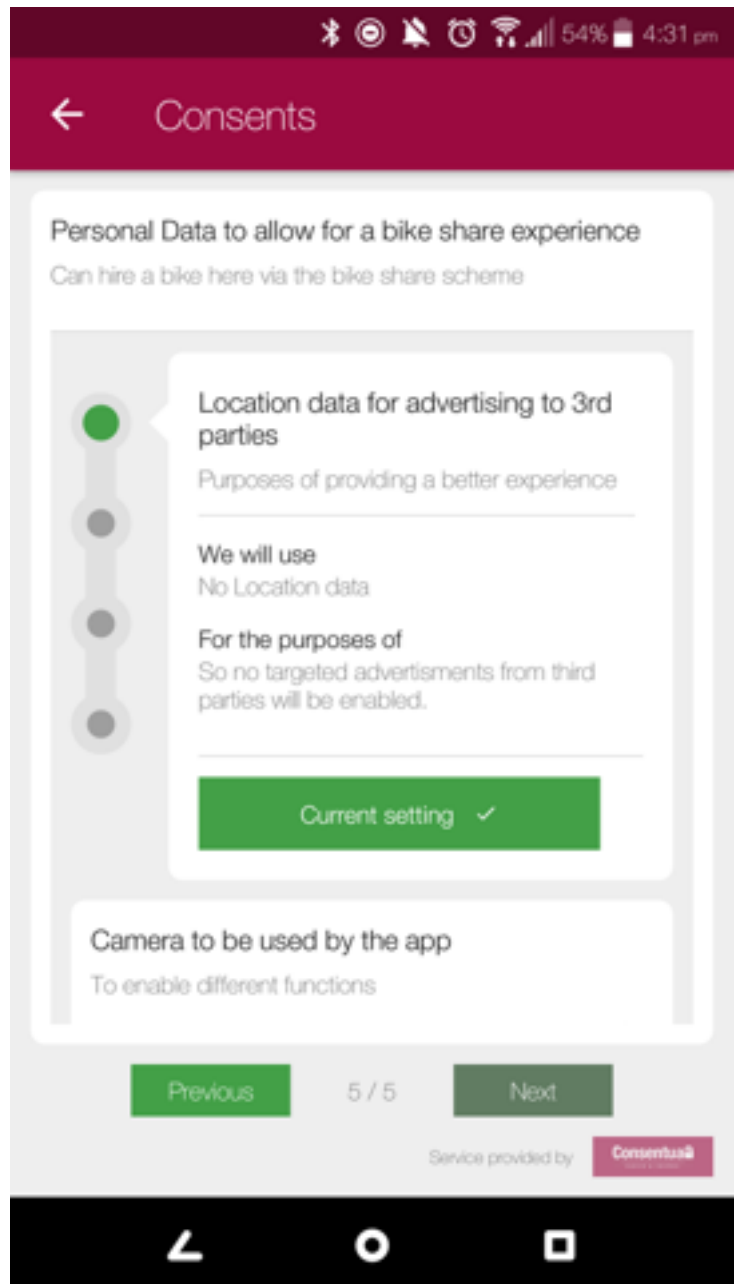 54% 4:31 pm
Consents
Personal Data to allow for a bike share experience
Can hire a bike here via the bike share scheme
Location data for advertising to 3rd
parties
Purposes of providing a better experience
We will use
No Location data
For the purposes of
So no targeted advertisments from third
parties will be enabled.
Current setting
Camera to be used by the app
To enable different functions
Previous 5 / 5 Next
Service provided by Consentua